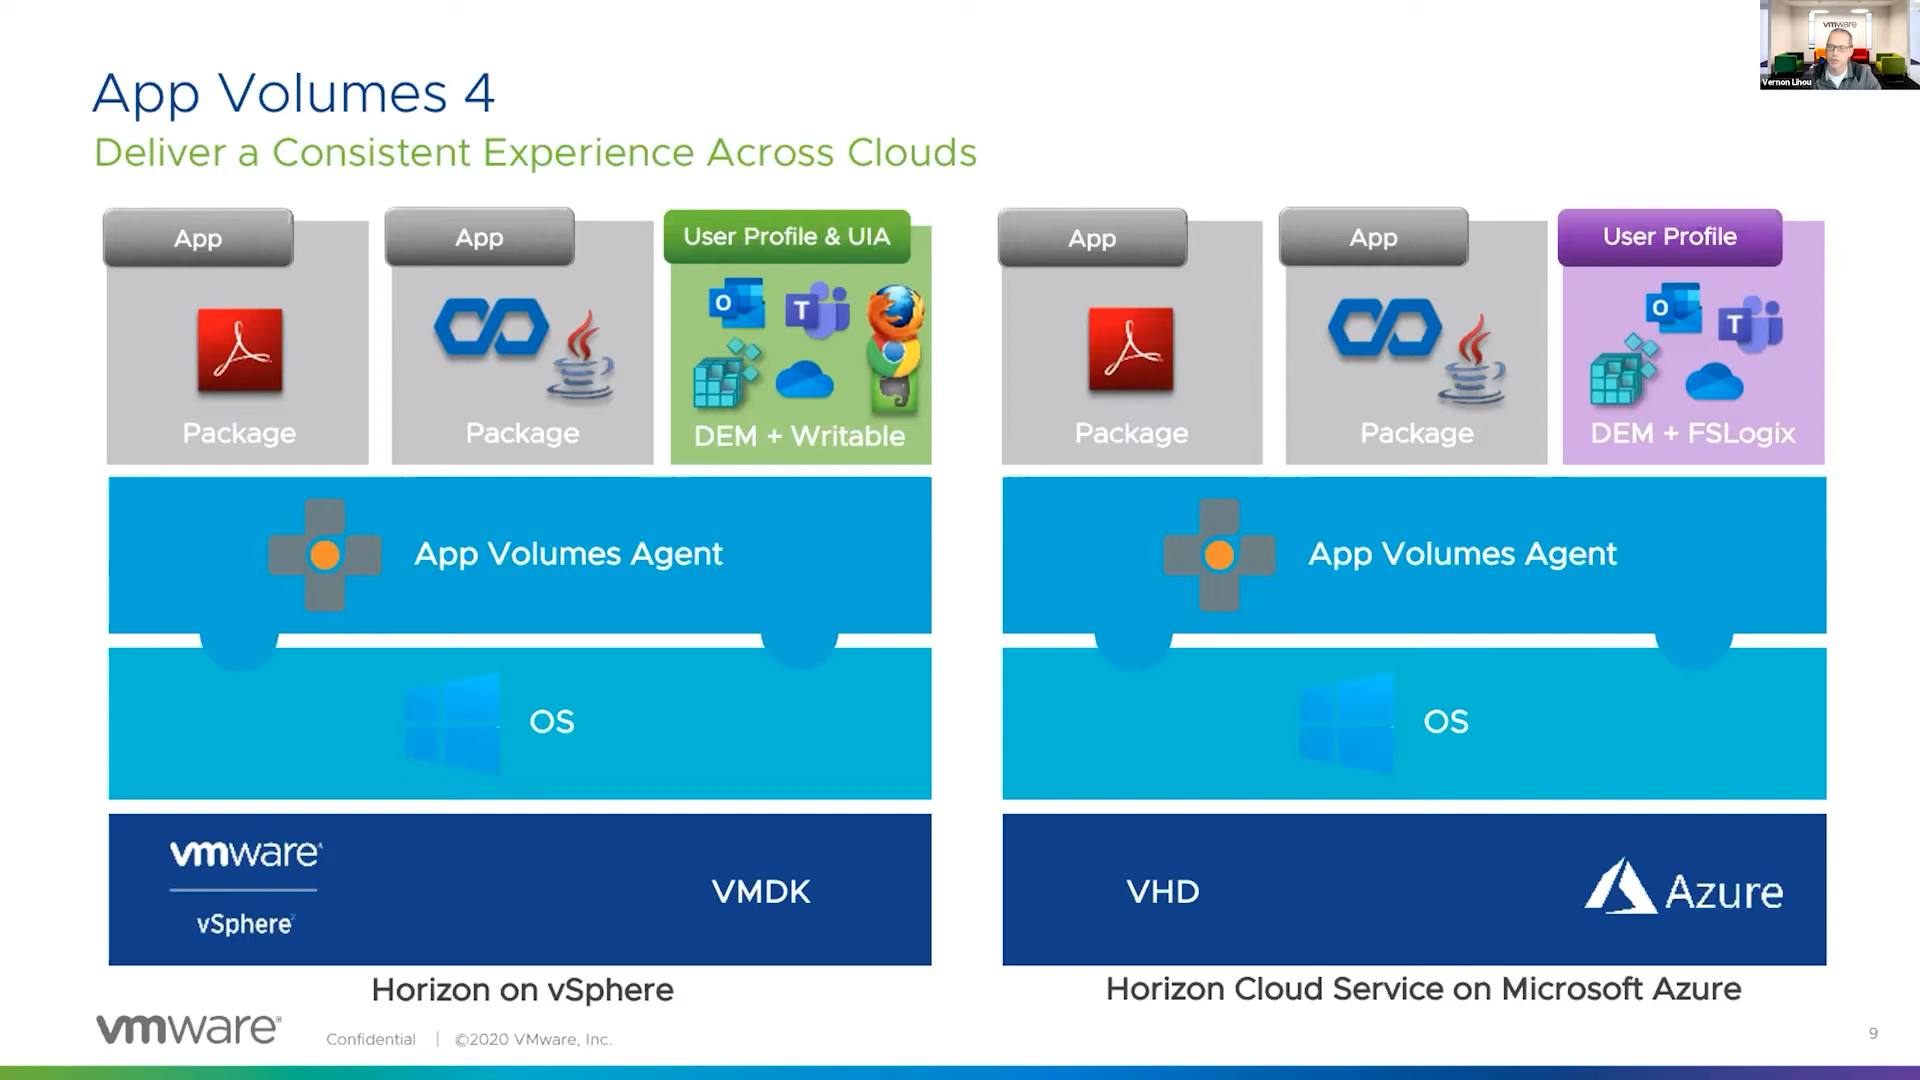 vmware
Vernon Lihou
App Volumes 4
Deliver a Consistent Experience Across Clouds
App
App
User Profile & UIA
App
App
User Profile
O
T
O
T
Package
Package
DEM + Writable
Package
Package
DEM + FSLogix
App Volumes Agent
App Volumes Agent
OS
OS
vmware
vSphere
VMDK
VHD
Azure
Horizon on vSphere
Horizon Cloud Service on Microsoft Azure
vmware®
Confidential | ©2020 VMware, Inc.
9